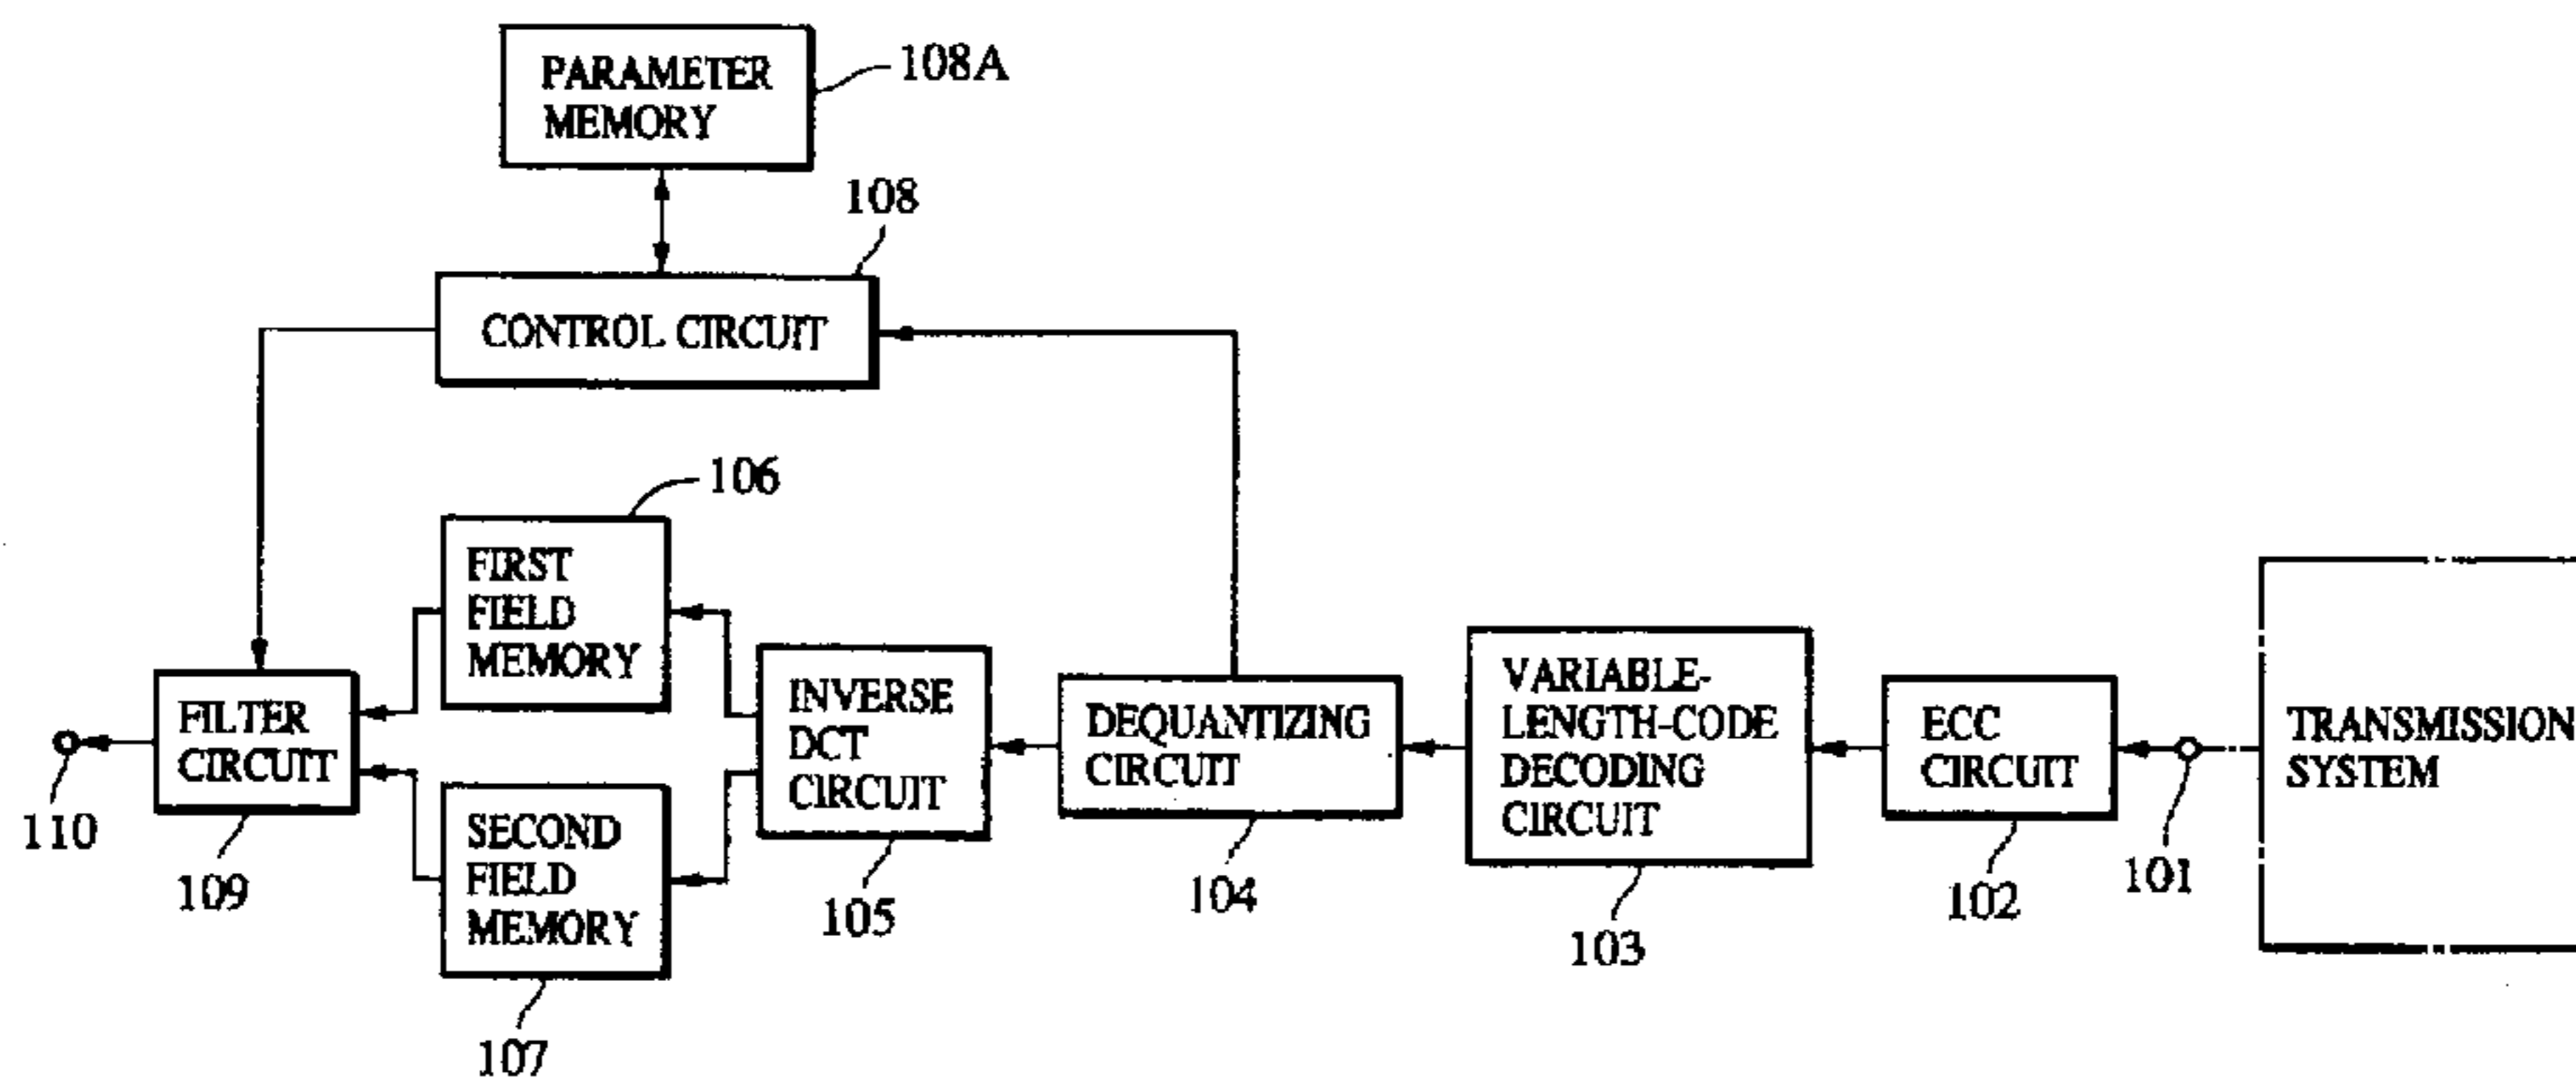 PARAMETER
MEMORY
108A
108
CONTROL CIRCUIT
106
FIRST
FIELD
MEMORY
FILTER
CIRCUIT
110
109
SECOND
FIELD
MEMORY
107
INVERSE
DCT
CIRCUIT
105
DEQUANTIZING
CIRCUIT
104
VARIABLE-
LENGTH-CODE
DECODING
CIRCUIT
103
ECC
CIRCUIT
102
101
TRANSMISSION
SYSTEM